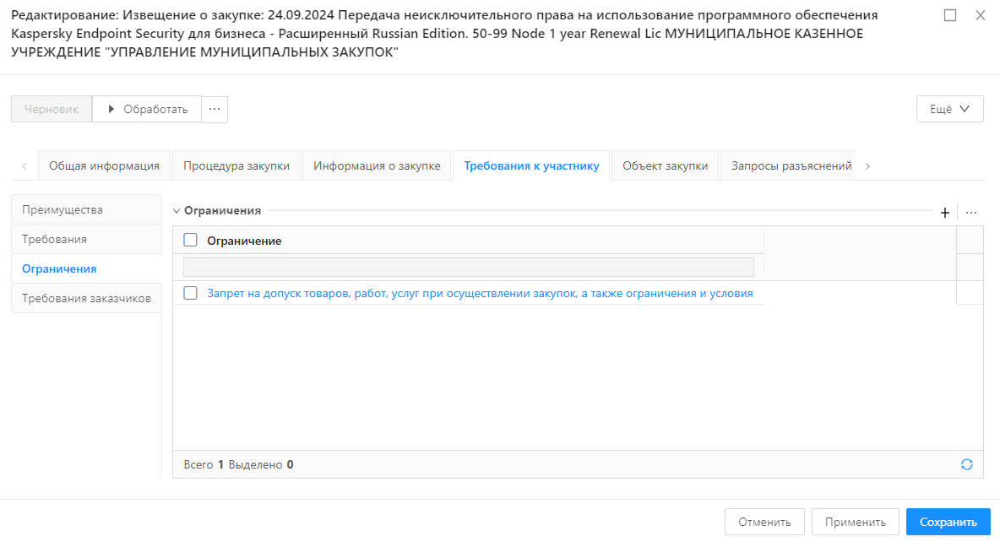 Редактирование: Извещение о закупке: 24.09.2024 Передача неисключительного права на использование программного обеспечения
Kaspersky Endpoint Security для бизнеса - Расширенный Russian Edition. 50-99 Node 1 year Renewal Lic МУНИЦИПАЛЬНОЕ КАЗЕННОЕ
УЧРЕЖДЕНИЕ "УПРАВЛЕНИЕ МУНИЦИПАЛЬНЫХ ЗАКУПОК"
Черновик Обработать ... Ещё
Общая информация Процедура закупки Информация о закупке Требования к участнику Объект закупки Запросы разъяснений
Преимущества
Требования
Ограничения
Требования заказчиков
Ограничения + ...
Ограничение
Запрет на допуск товаров, работ, услуг при осуществлении закупок, а также ограничения и условия
Всего 1 Выделено 0
Отменить Применить Сохранить